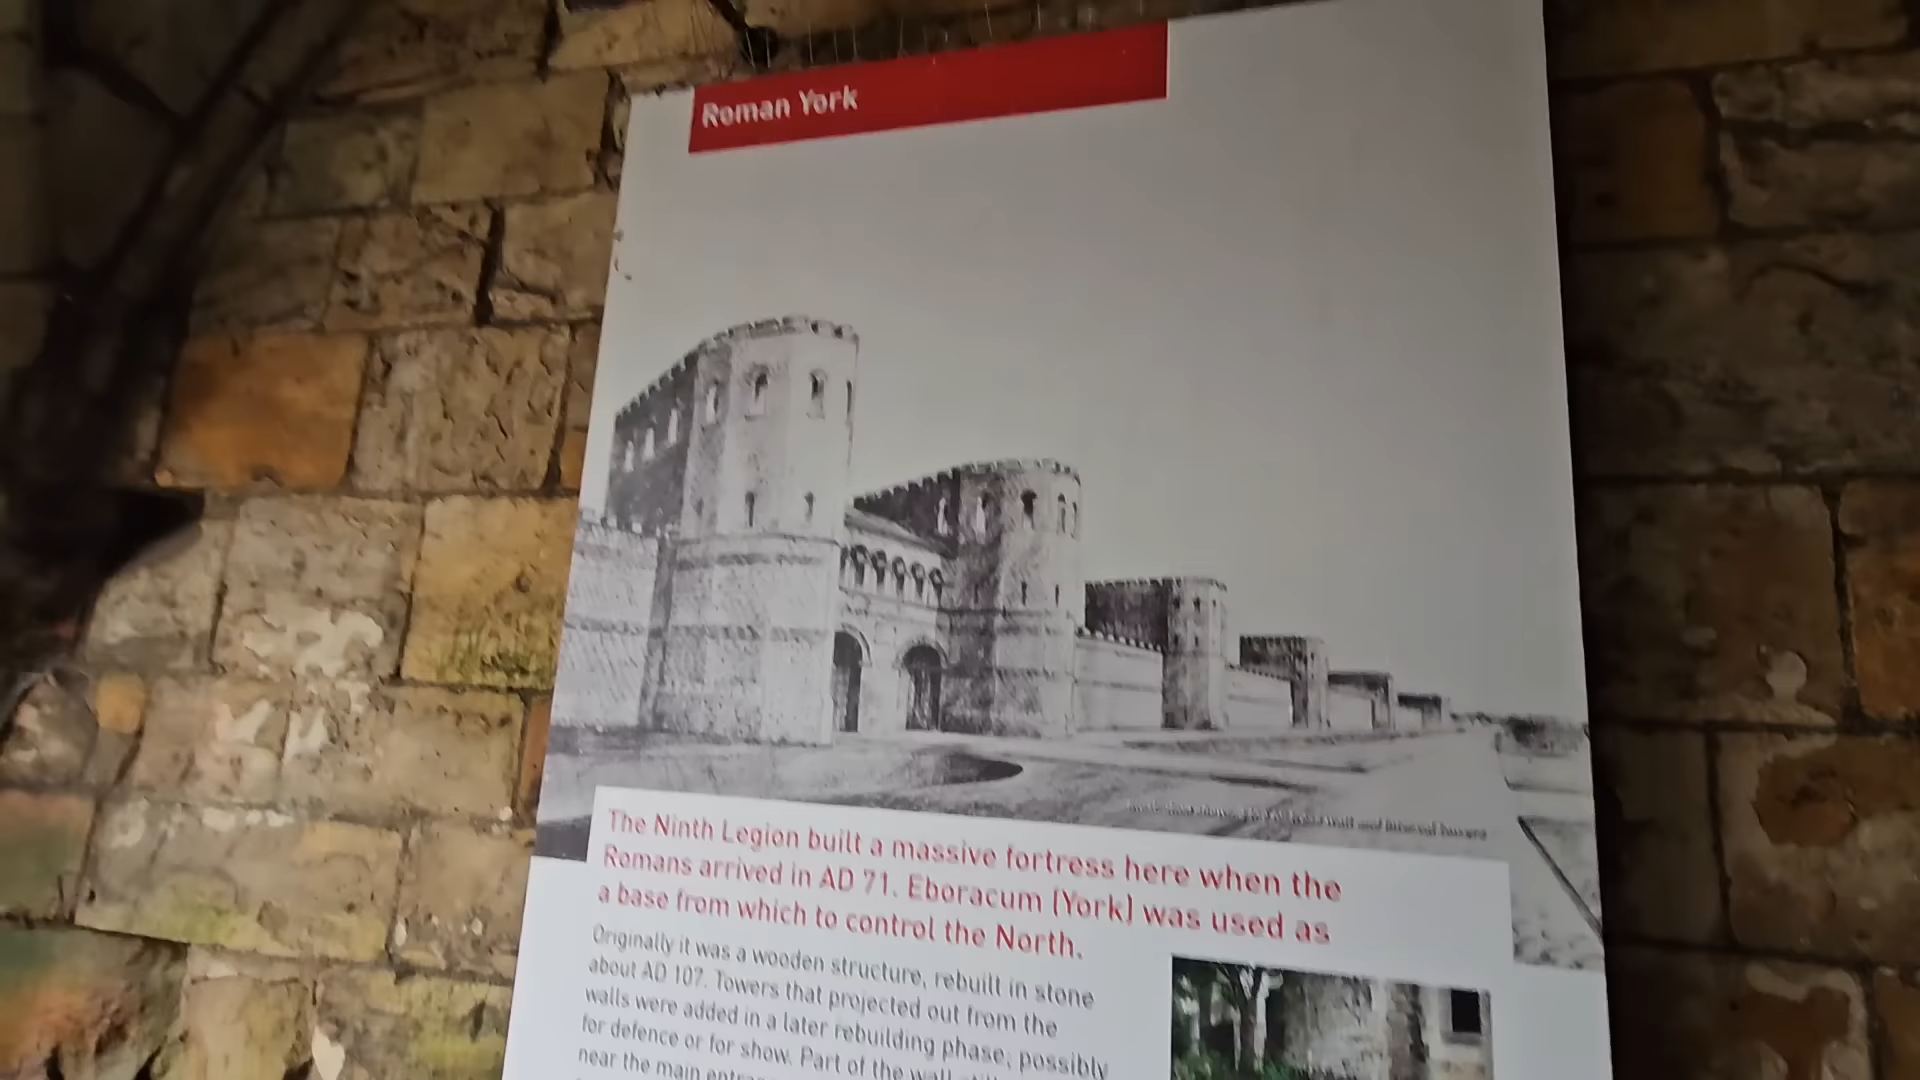 Roman York
The Ninth Legion built a massive fortress here when the
Romans arrived in AD 71. Eboracum (York) was used as
a base from which to control the North.
Originally it was a wooden structure, rebuilt in stone
about AD 107. Towers that projected out from the
walls were added in a later rebuilding phase, possibly
for defence or for show. Part of the wall still
near the main